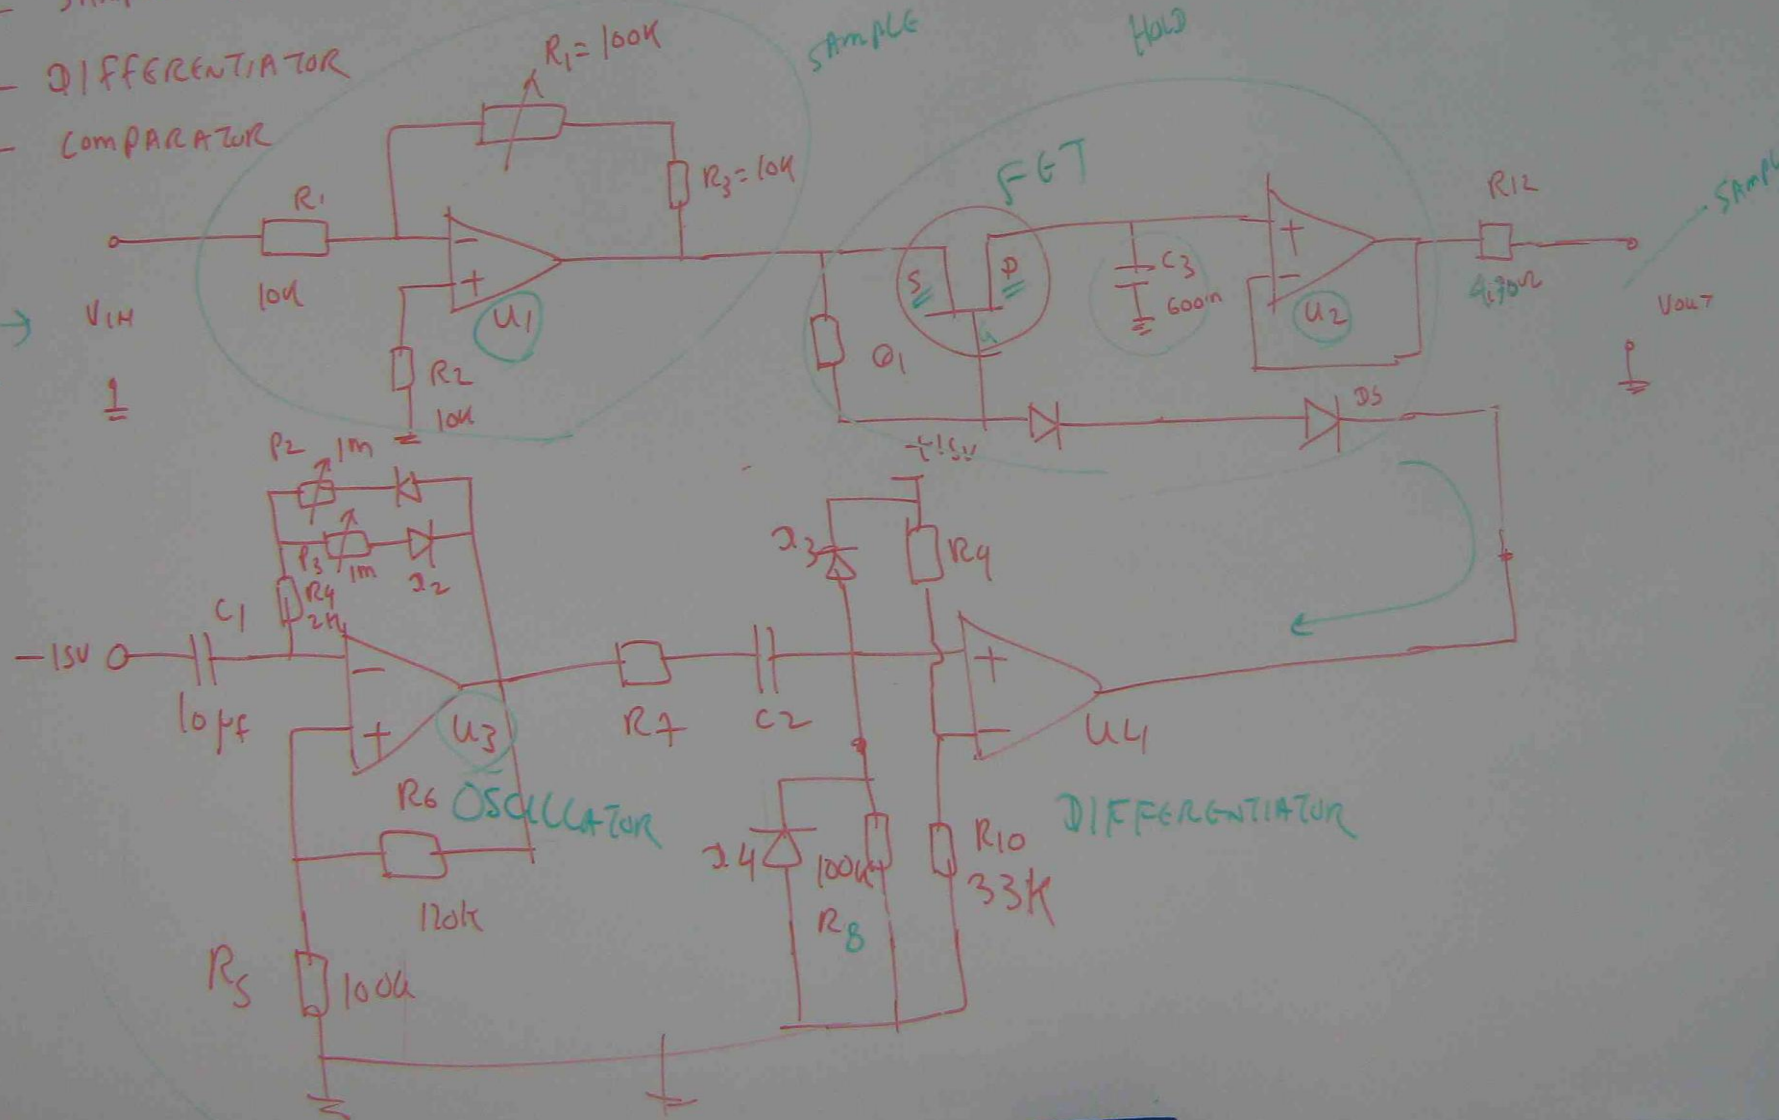 - DIFFERENTIATOR
- COMPARATOR
R1=100K
SAMPLE
HOLD
R3=10K
FET
R1
10K
VIN
U1
R2
10K
S
D
G
C3
600n
U2
R12
VOUT
Q1
D5
+15V
P2
1M
P3
1M
R4
2K
D2
C1
-15V
10µf
U3
OSCILLATOR
R6
120K
R5
100K
R7
C2
D3
R9
U4
DIFFERENTIATOR
D4
100K
R8
R10
33K